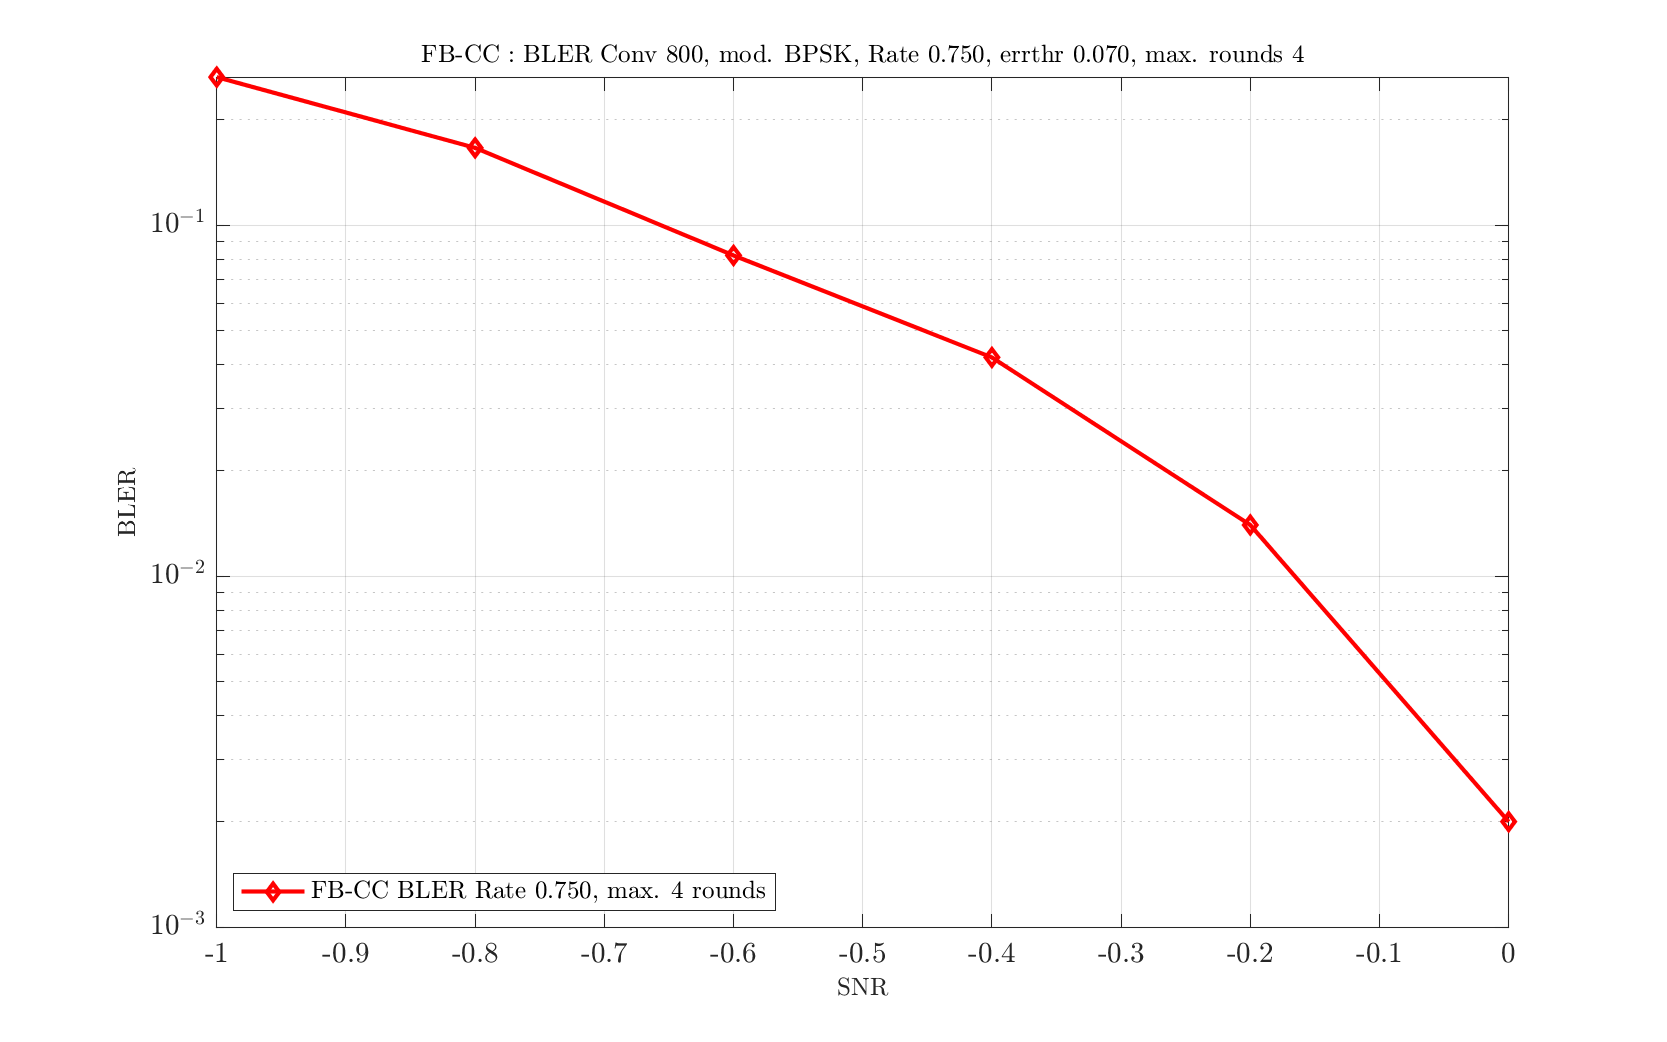 FB-CC : BLER Conv 800, mod. BPSK, Rate 0.750, errthr 0.070, max. rounds 4
10⁻¹
10⁻²
10⁻³
BLER
FB-CC BLER Rate 0.750, max. 4 rounds
-1 -0.9 -0.8 -0.7 -0.6 -0.5 -0.4 -0.3 -0.2 -0.1 0
SNR